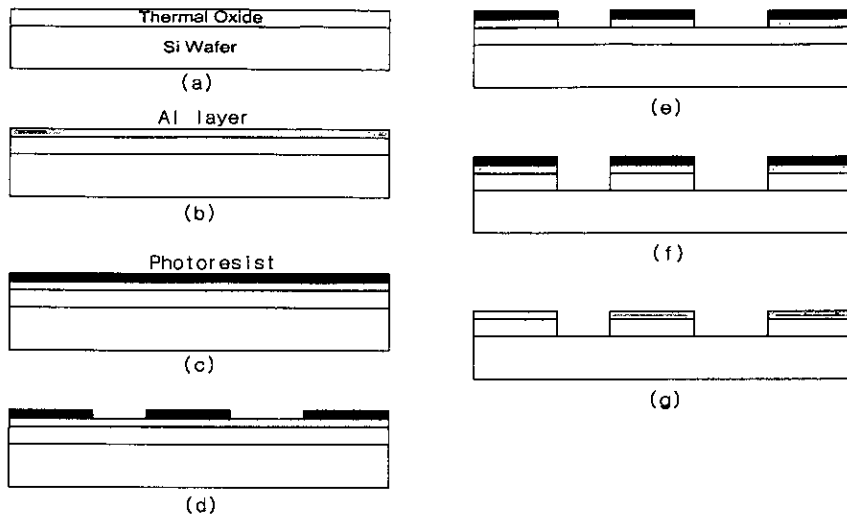 Thermal Oxide
Si Wafer
(a)
Al layer
(b)
Photoresist
(c)
(d)
(e)
(f)
(g)